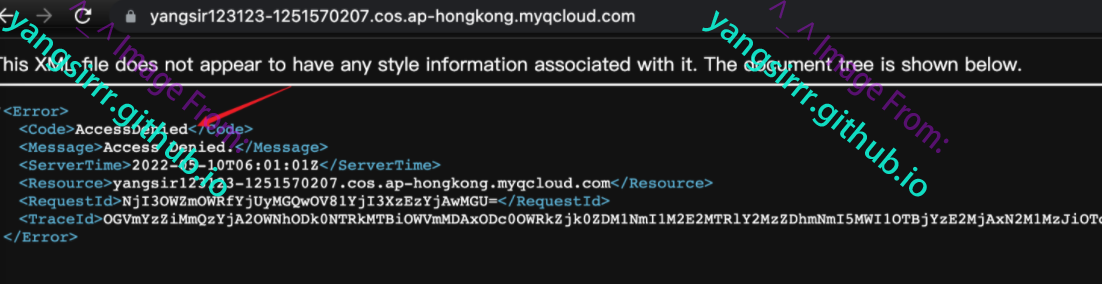 yangsir123123-1251570207.cos.ap-hongkong.myqcloud.com
This XML file does not appear to have any style information associated with it. The document tree is shown below.
<Error>
<Code>AccessDenied</Code>
<Message>Access Denied.</Message>
<ServerTime>2022-05-10T06:01:01Z</ServerTime>
<Resource>yangsir123123-1251570207.cos.ap-hongkong.myqcloud.com</Resource>
<RequestId>NjI3OWZmOWRfYjUyMGQwOV81YjI3XzEzYjAwMGU=</RequestId>
<TraceId>OGVmYzZiMmQzYjA2OWNhODk0NTRkMTBiOWVmMDAxODc0OWRkZjk0ZDM1NmI1M2E2MTRlY2MzZDhmNmI5MWI1OTBjYzE2MjAxN2M1MzJiOTc
</Error>
^_^ Image From:
yangsirrr.github.io
^_^ Image From:
yangsirrr.github.io